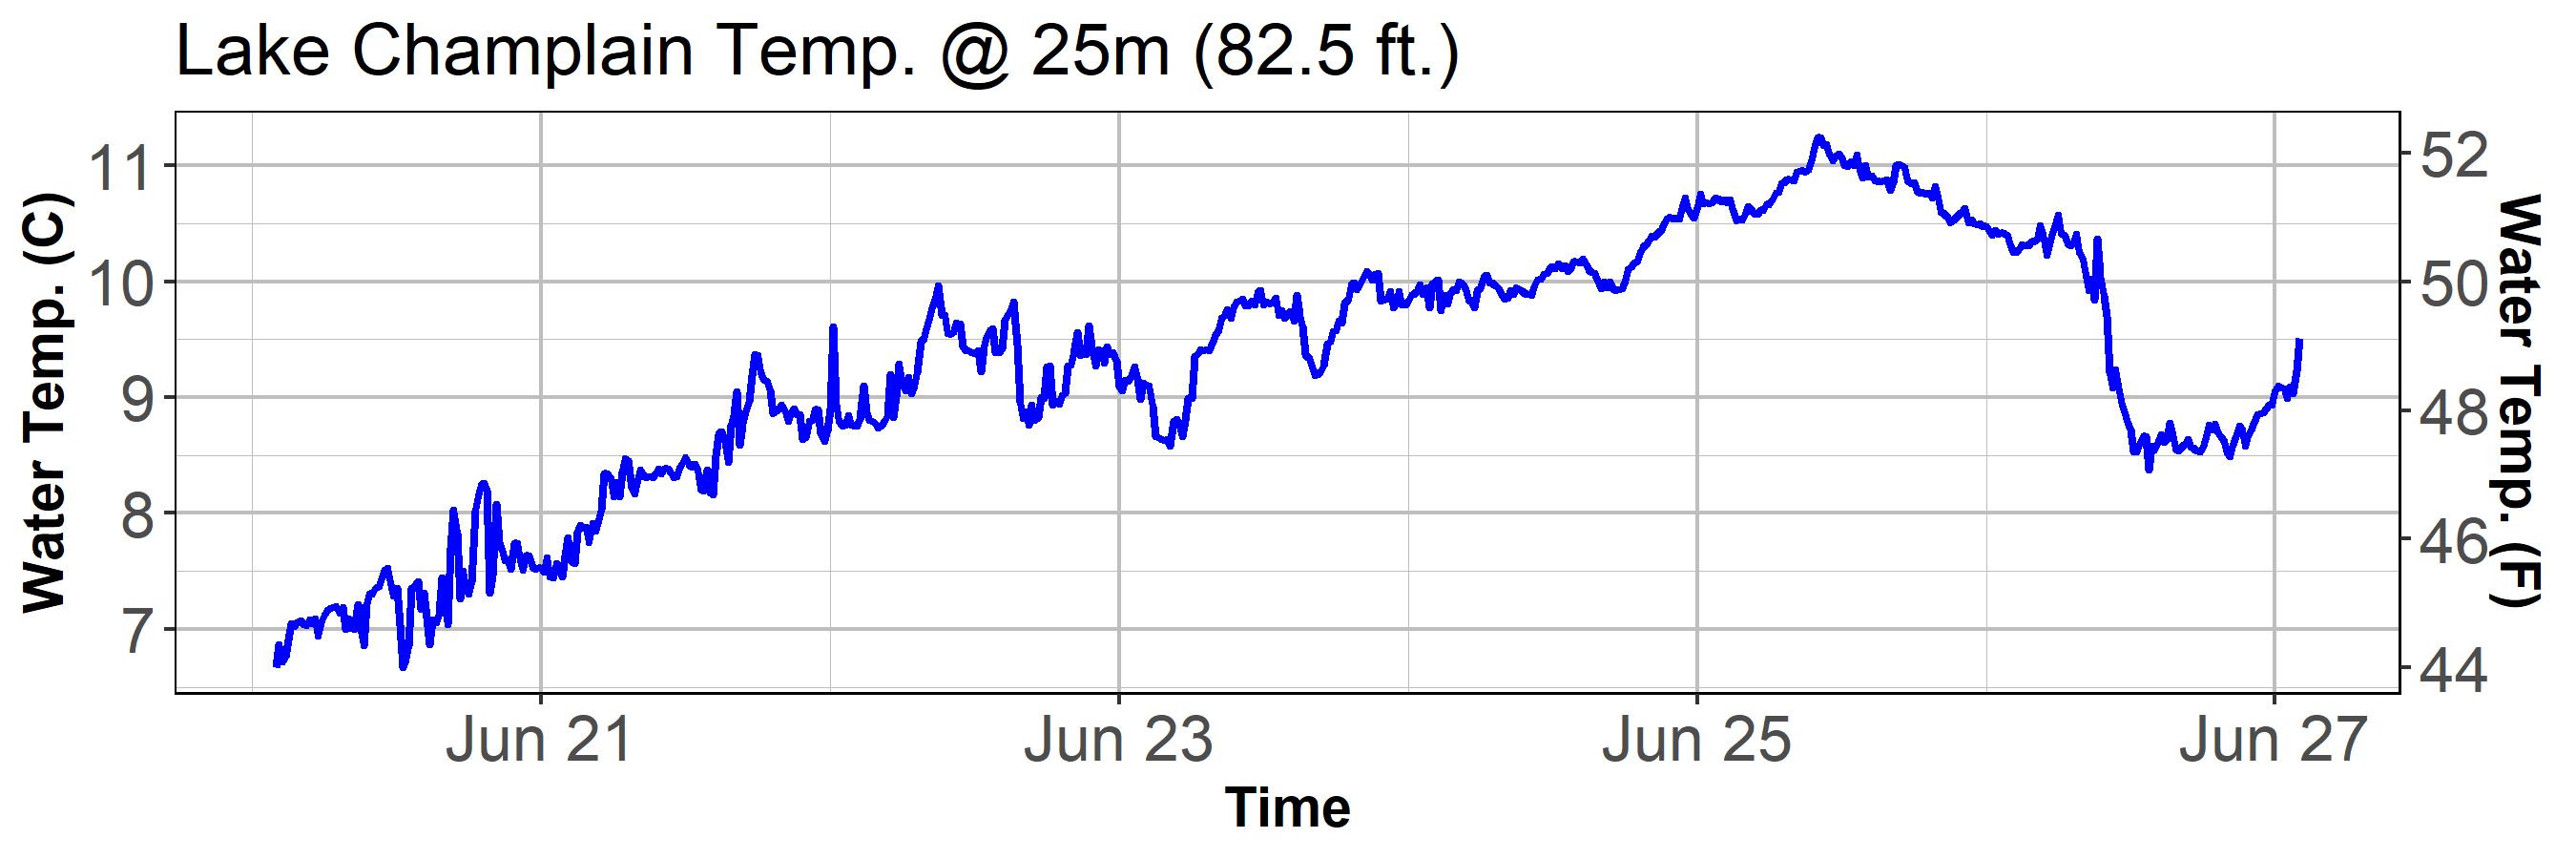 Lake Champlain Temp. @ 25m (82.5 ft.)
Water Temp. (C)
11
10
9
8
7
52
50
48
46
44
Water Temp. (F)
Jun 21
Jun 23
Jun 25
Jun 27
Time